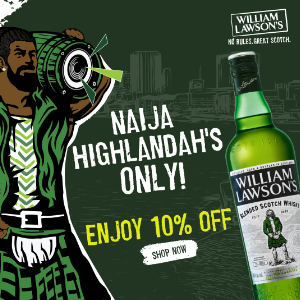 WILLIAM
LAWSON'S
NO RULES. GREAT SCOTCH.
NAIJA
HIGHLANDAH'S
ONLY!
ENJOY 10% OFF
SHOP NOW
WILLIAM
LAWSON'S
BLENDED SCOTCH WHISKY